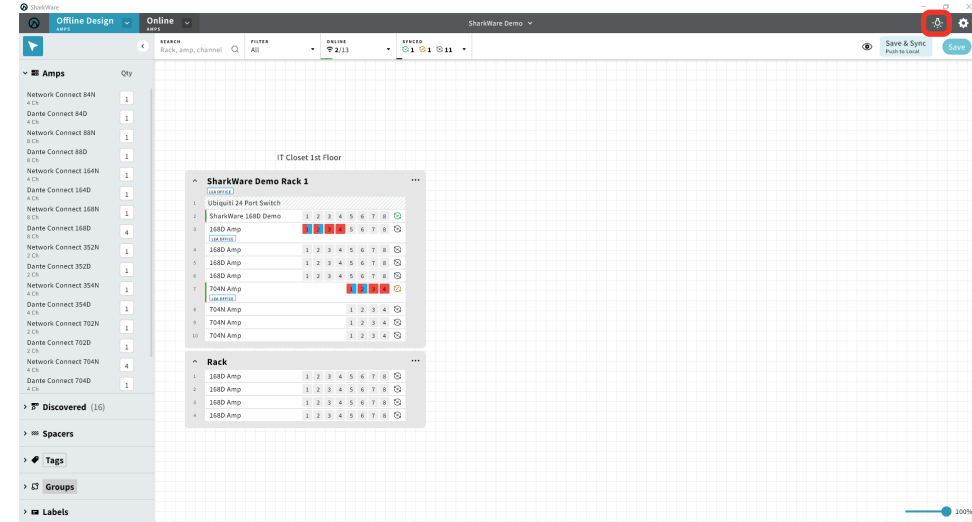 SharkWare
Offline Design
AMPS
Online
AMPS
SharkWare Demo
SEARCH
Rack, amp, channel
FILTER
All
ONLINE
2/13
SYNCED
1 1 11
Save & Sync
Push to Local
Save
Amps Qty
Network Connect 84N 1
4 Ch
Dante Connect 84D 1
4 Ch
Network Connect 88N 1
8 Ch
Dante Connect 88D 1
8 Ch
Network Connect 164N 1
4 Ch
Dante Connect 164D 1
4 Ch
Network Connect 168N 1
8 Ch
Dante Connect 168D 4
8 Ch
Network Connect 352N 1
2 Ch
Dante Connect 352D 1
2 Ch
Network Connect 354N 1
4 Ch
Dante Connect 354D 1
4 Ch
Network Connect 702N 1
2 Ch
Dante Connect 702D 1
2 Ch
Network Connect 704N 4
4 Ch
Dante Connect 704D 1
4 Ch
Discovered (16)
Spacers
Tags
Groups
Labels
IT Closet 1st Floor
SharkWare Demo Rack 1
LEA OFFICE
1 Ubiquiti 24 Port Switch
2 SharkWare 168D Demo 1 2 3 4 5 6 7 8
3 168D Amp 1 2 3 4 5 6 7 8
LEA OFFICE
4 168D Amp 1 2 3 4 5 6 7 8
5 168D Amp 1 2 3 4 5 6 7 8
6 168D Amp 1 2 3 4 5 6 7 8
7 704N Amp 1 2 3 4
LEA OFFICE
8 704N Amp 1 2 3 4
9 704N Amp 1 2 3 4
10 704N Amp 1 2 3 4
Rack
1 168D Amp 1 2 3 4 5 6 7 8
2 168D Amp 1 2 3 4 5 6 7 8
3 168D Amp 1 2 3 4 5 6 7 8
4 168D Amp 1 2 3 4 5 6 7 8
100%